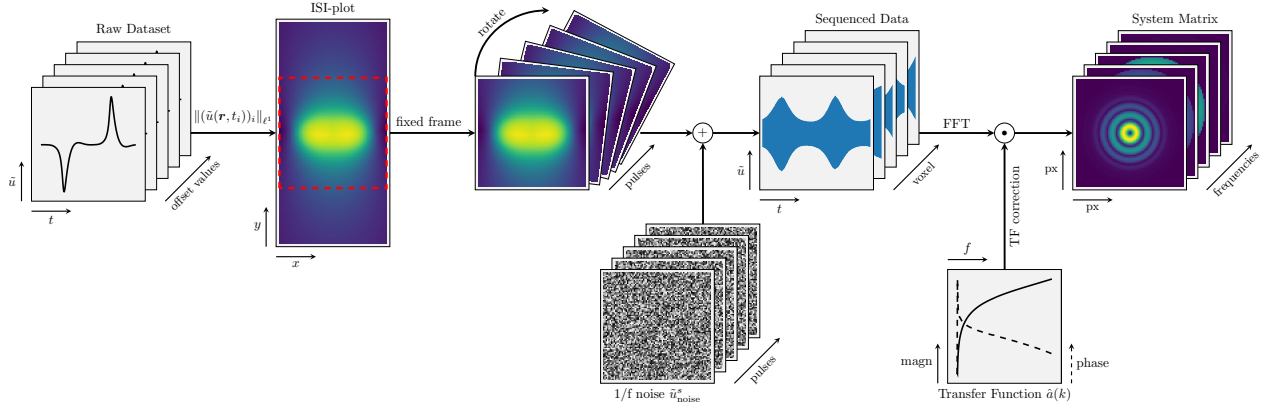 Raw Dataset
ũ
t
offset values
‖(ũ(r, t_i))_i‖_ℓ¹
ISI-plot
y
x
fixed frame
rotate
pulses
+
1/f noise ũ^s_noise
pulses
Sequenced Data
ũ
t
voxel
FFT
TF correction
f
magn
phase
Transfer Function â(k)
System Matrix
px
px
frequencies